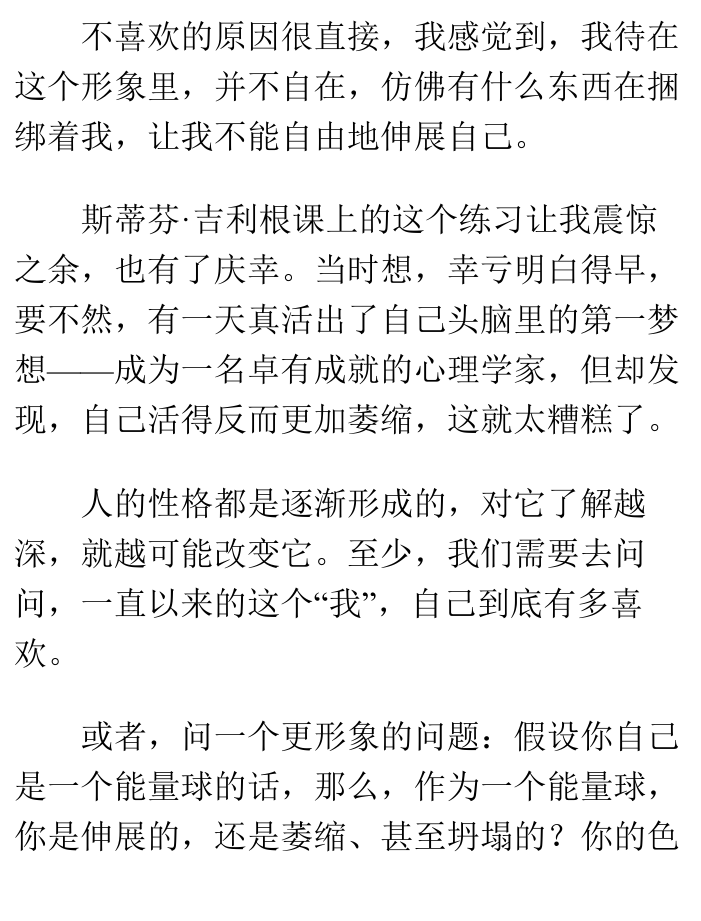 不喜欢的原因很直接，我感觉到，我待在
这个形象里，并不自在，仿佛有什么东西在捆
绑着我，让我不能自由地伸展自己。
斯蒂芬·吉利根课上的这个练习让我震惊
之余，也有了庆幸。当时想，幸亏明白得早，
要不然，有一天真活出了自己头脑里的第一梦
想——成为一名卓有成就的心理学家，但却发
现，自己活得反而更加萎缩，这就太糟糕了。
人的性格都是逐渐形成的，对它了解越
深，就越可能改变它。至少，我们需要去问
问，一直以来的这个“我”，自己到底有多喜
欢。
或者，问一个更形象的问题：假设你自己
是一个能量球的话，那么，作为一个能量球，
你是伸展的，还是萎缩、甚至坍塌的？你的色